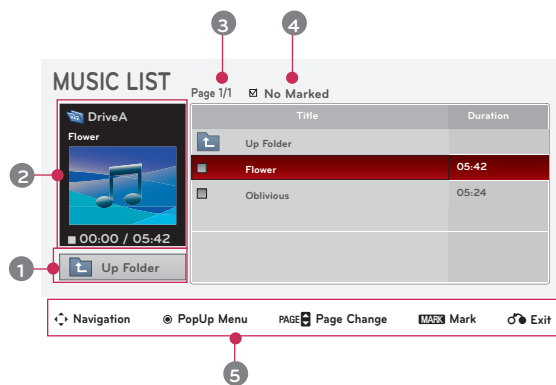 3
4
MUSIC LIST
Page 1/1
No Marked
DriveA
Flower
00:00 / 05:42
Up Folder
Title Duration
Up Folder
Flower 05:42
Oblivious 05:24
2
1
Navigation PopUp Menu PAGE Page Change MARK Mark Exit
5